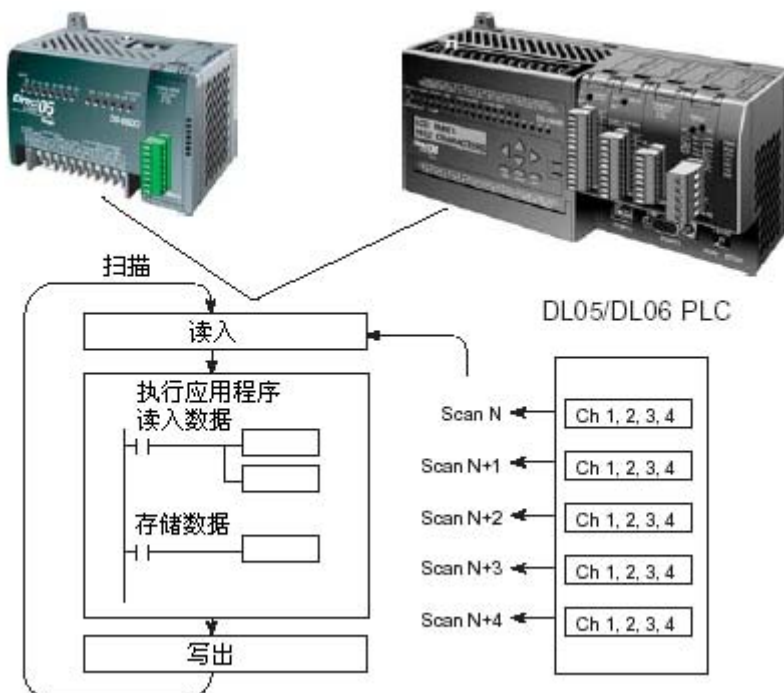 Direct
05
LCD
扫描
读入
执行应用程序
读入数据
存储数据
写出
DL05/DL06 PLC
Scan N
Ch 1, 2, 3, 4
Scan N+1
Ch 1, 2, 3, 4
Scan N+2
Ch 1, 2, 3, 4
Scan N+3
Ch 1, 2, 3, 4
Scan N+4
Ch 1, 2, 3, 4